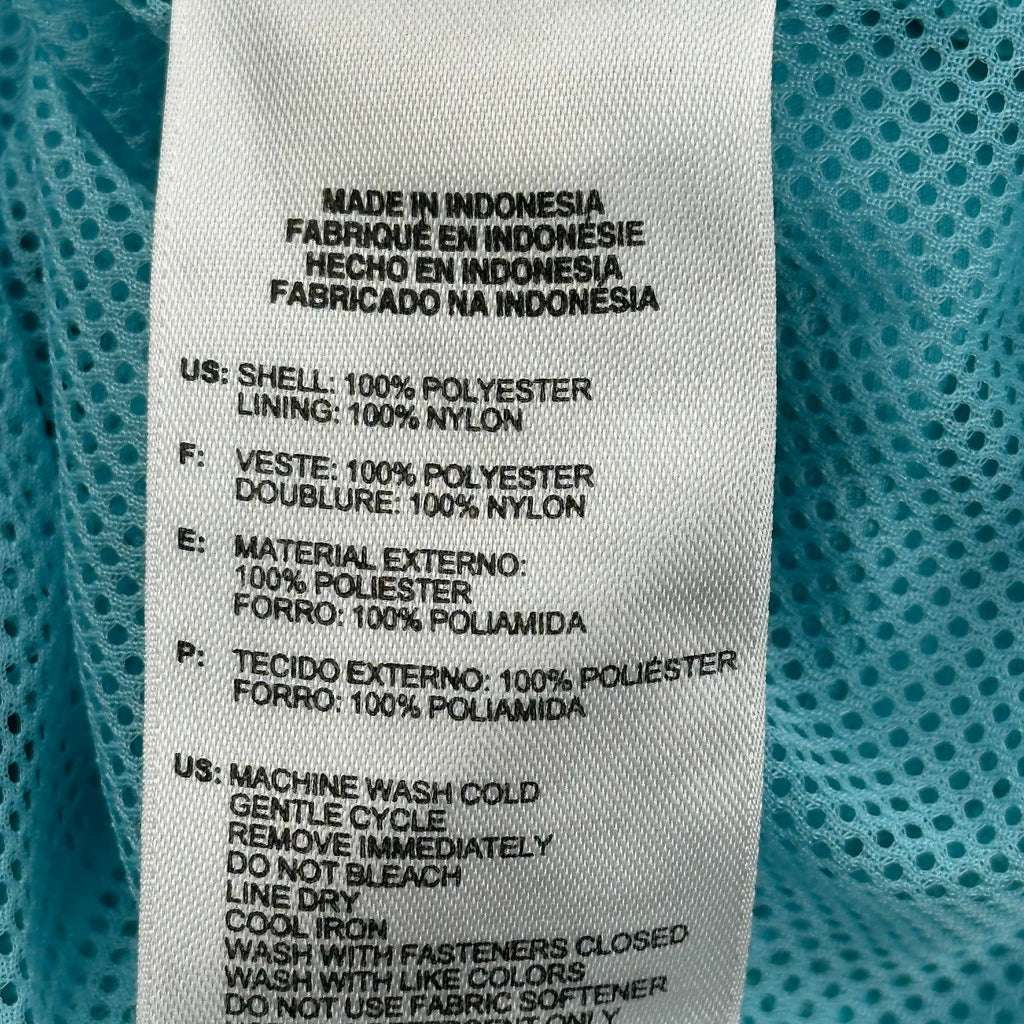 MADE IN INDONESIA
FABRIQUÉ EN INDONÉSIE
HECHO EN INDONESIA
FABRICADO NA INDONÉSIA
US: SHELL: 100% POLYESTER
LINING: 100% NYLON
F: VESTE: 100% POLYESTER
DOUBLURE: 100% NYLON
E: MATERIAL EXTERNO:
100% POLIESTER
FORRO: 100% POLIAMIDA
P: TECIDO EXTERNO: 100% POLIÉSTER
FORRO: 100% POLIAMIDA
US: MACHINE WASH COLD
GENTLE CYCLE
REMOVE IMMEDIATELY
DO NOT BLEACH
LINE DRY
COOL IRON
WASH WITH FASTENERS CLOSED
WASH WITH LIKE COLORS
DO NOT USE FABRIC SOFTENER
DETERGENT ONLY